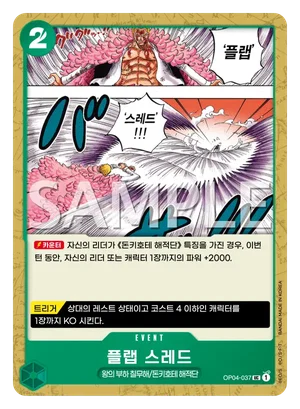 2
'플랩'
'스레드'
!!!
SAMPLE
카운터 자신의 리더가 《돈키호테 해적단》 특징을 가진 경우, 이번
턴 동안, 자신의 리더 또는 캐릭터 1장까지의 파워 +2000.
트리거 상대의 레스트 상태이고 코스트 4 이하인 캐릭터를
1장까지 KO 시킨다.
EVENT
플랩 스레드
왕의 부하 칠무해/돈키호테 해적단
OP04-037 UC 1